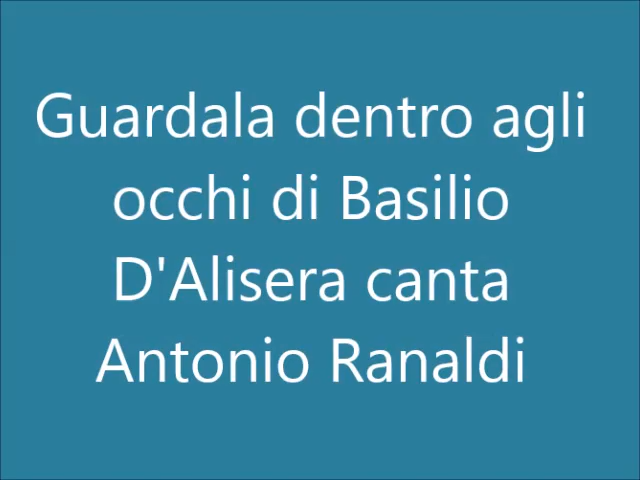 Guardala dentro agli
occhi di Basilio
D'Alisera canta
Antonio Ranaldi